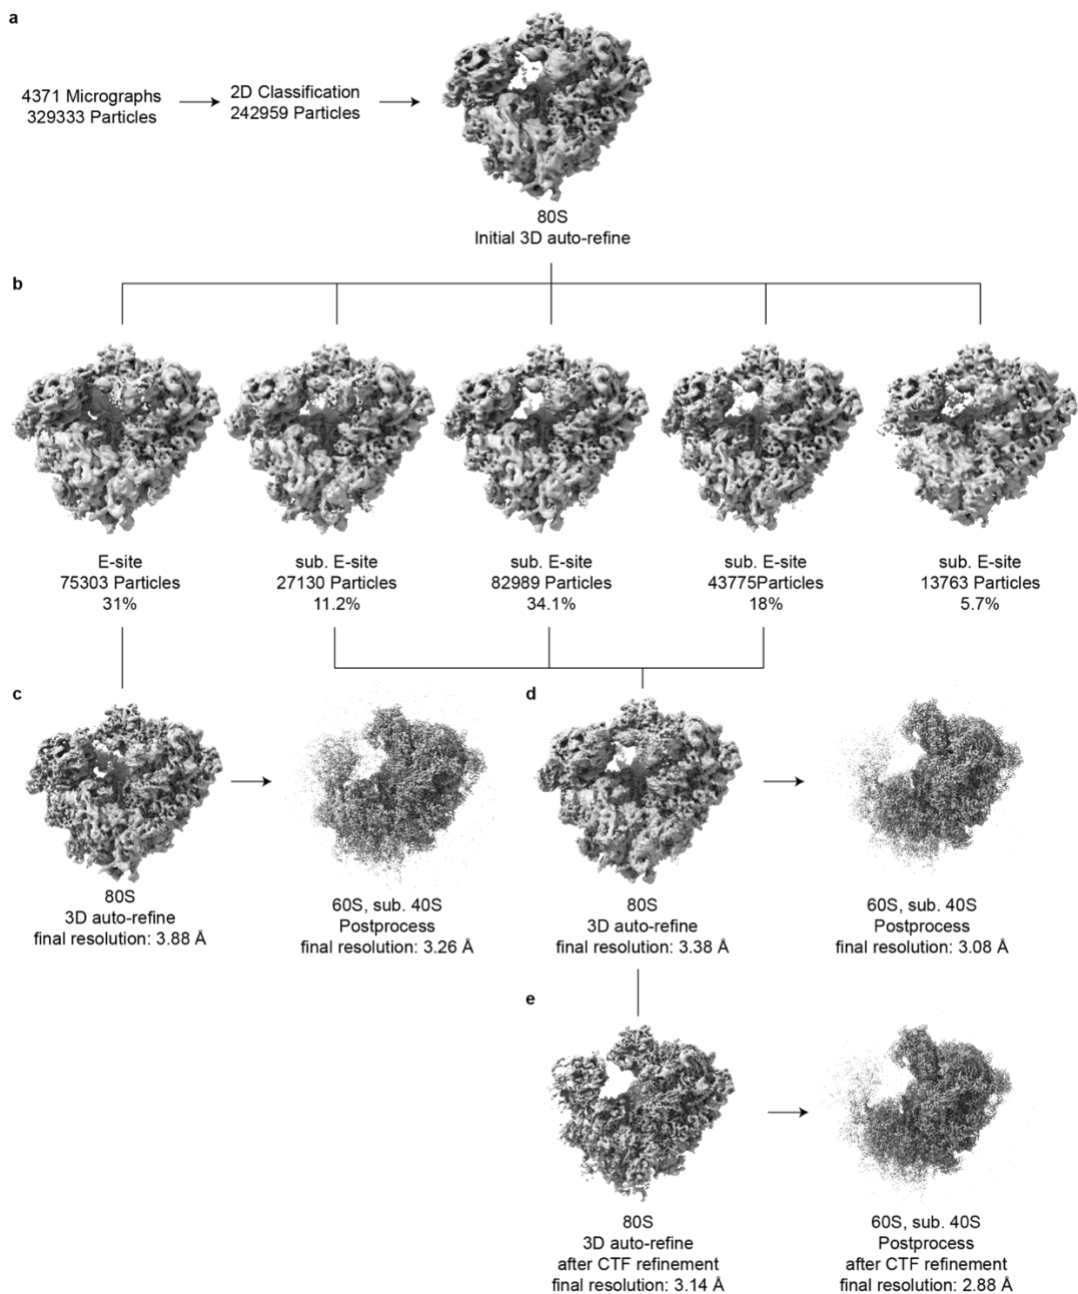 a
4371 Micrographs
329333 Particles
2D Classification
242959 Particles
80S
Initial 3D auto-refine
b
E-site
75303 Particles
31%
sub. E-site
27130 Particles
11.2%
sub. E-site
82989 Particles
34.1%
sub. E-site
43775Particles
18%
sub. E-site
13763 Particles
5.7%
c
80S
3D auto-refine
final resolution: 3.88 Å
60S, sub. 40S
Postprocess
final resolution: 3.26 Å
d
80S
3D auto-refine
final resolution: 3.38 Å
60S, sub. 40S
Postprocess
final resolution: 3.08 Å
e
80S
3D auto-refine
after CTF refinement
final resolution: 3.14 Å
60S, sub. 40S
Postprocess
after CTF refinement
final resolution: 2.88 Å